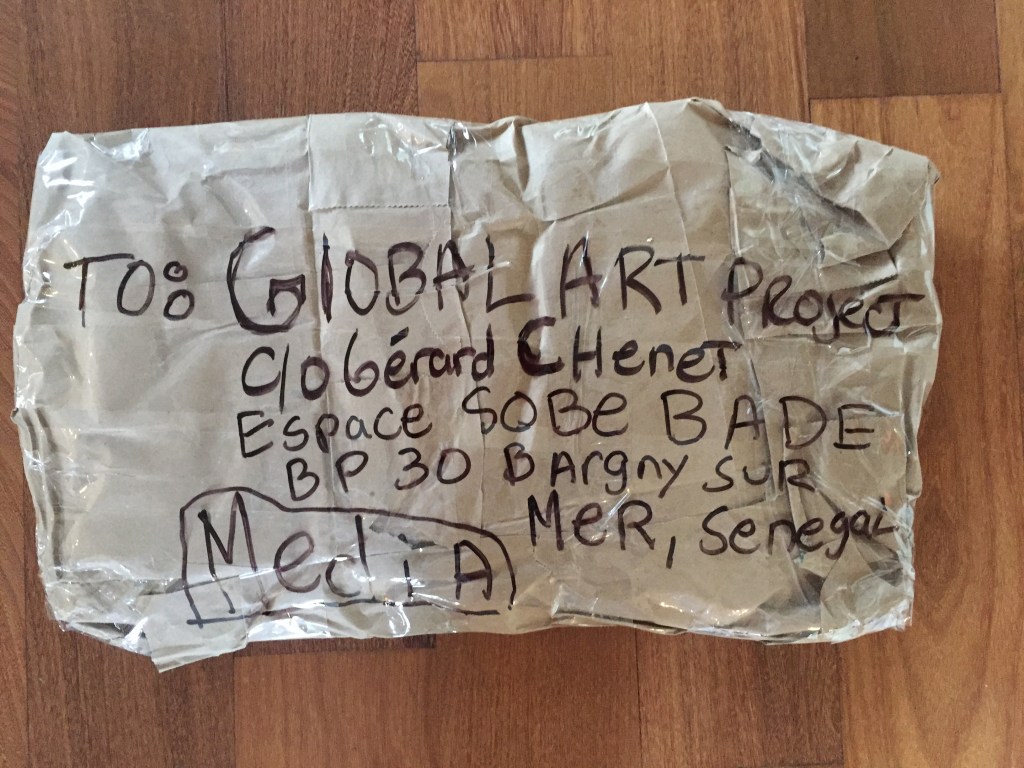 TO: GlOBAL ART PRoject
C/O Gérard CHeneT
Espace SOBe BADE
BP 30 BArgny SUR
MeR, Senegal
MediA